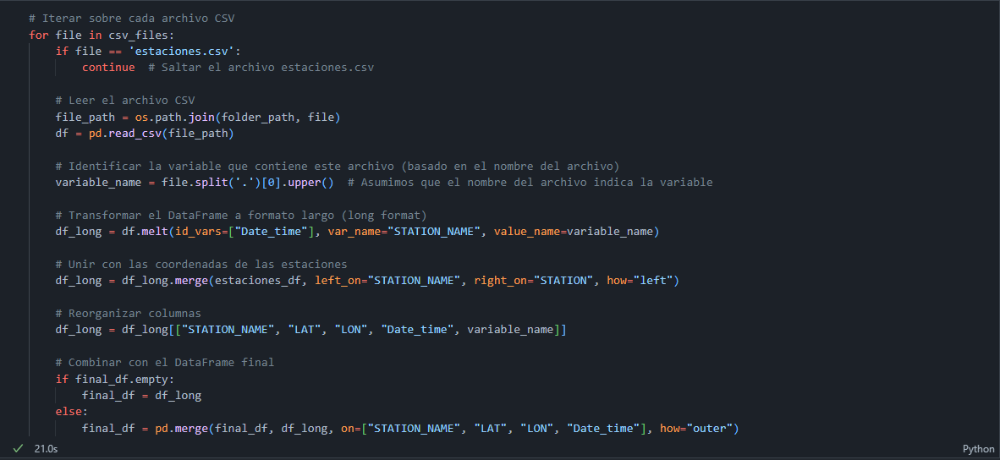 # Iterar sobre cada archivo CSV
for file in csv_files:
    if file == 'estaciones.csv':
        continue  # Saltar el archivo estaciones.csv

    # Leer el archivo CSV
    file_path = os.path.join(folder_path, file)
    df = pd.read_csv(file_path)

    # Identificar la variable que contiene este archivo (basado en el nombre del archivo)
    variable_name = file.split('.')[0].upper()  # Asumimos que el nombre del archivo indica la variable

    # Transformar el DataFrame a formato largo (long format)
    df_long = df.melt(id_vars=["Date_time"], var_name="STATION_NAME", value_name=variable_name)

    # Unir con las coordenadas de las estaciones
    df_long = df_long.merge(estaciones_df, left_on="STATION_NAME", right_on="STATION", how="left")

    # Reorganizar columnas
    df_long = df_long[["STATION_NAME", "LAT", "LON", "Date_time", variable_name]]

    # Combinar con el DataFrame final
    if final_df.empty:
        final_df = df_long
    else:
        final_df = pd.merge(final_df, df_long, on=["STATION_NAME", "LAT", "LON", "Date_time"], how="outer")
✓ 21.0s
Python